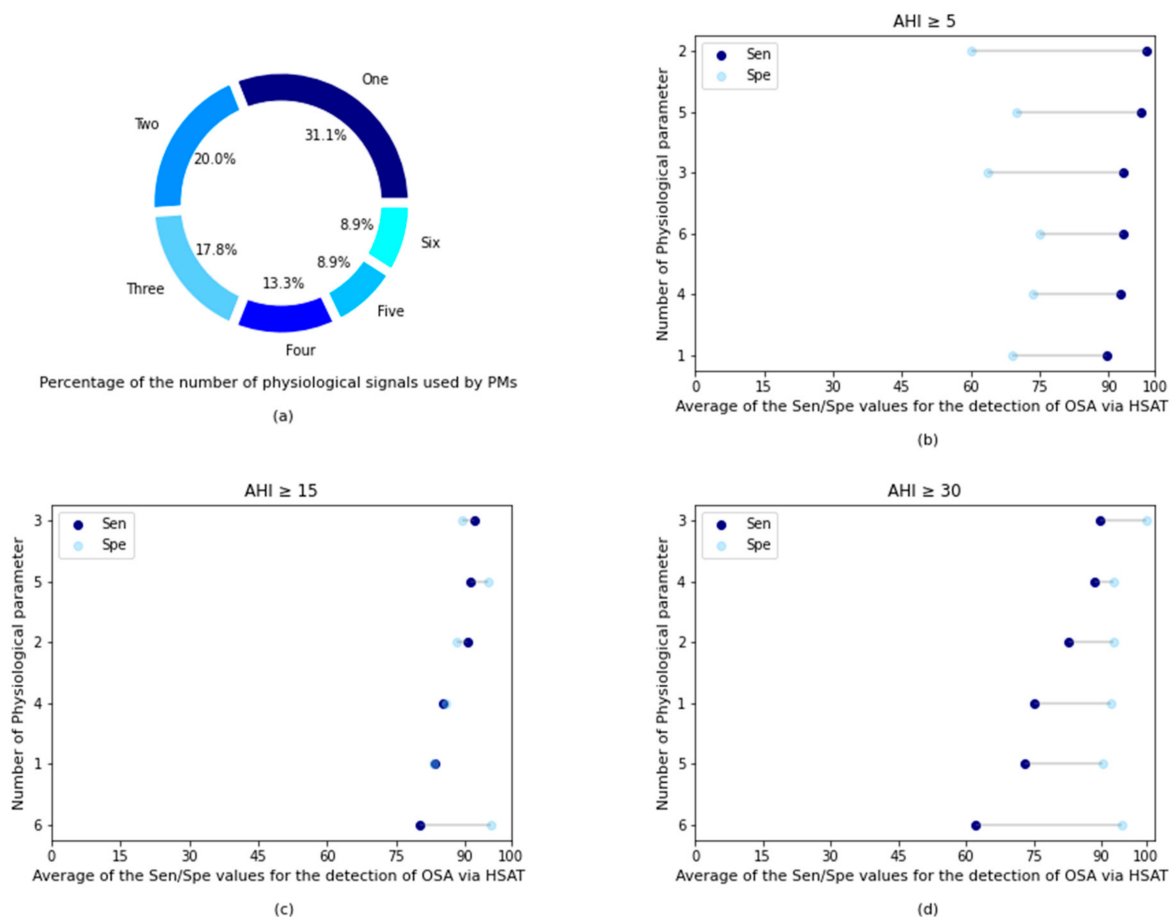 One
31.1%
Two
20.0%
Three
17.8%
Four
13.3%
Five
8.9%
Six
8.9%
Percentage of the number of physiological signals used by PMs
(a)
AHI ≥ 5
Sen
Spe
Number of Physiological parameter
2
5
3
6
4
1
0 15 30 45 60 75 90 100
Average of the Sen/Spe values for the detection of OSA via HSAT
(b)
AHI ≥ 15
Sen
Spe
Number of Physiological parameter
3
5
2
4
1
6
0 15 30 45 60 75 90 100
Average of the Sen/Spe values for the detection of OSA via HSAT
(c)
AHI ≥ 30
Sen
Spe
Number of Physiological parameter
3
4
2
1
5
6
0 15 30 45 60 75 90 100
Average of the Sen/Spe values for the detection of OSA via HSAT
(d)